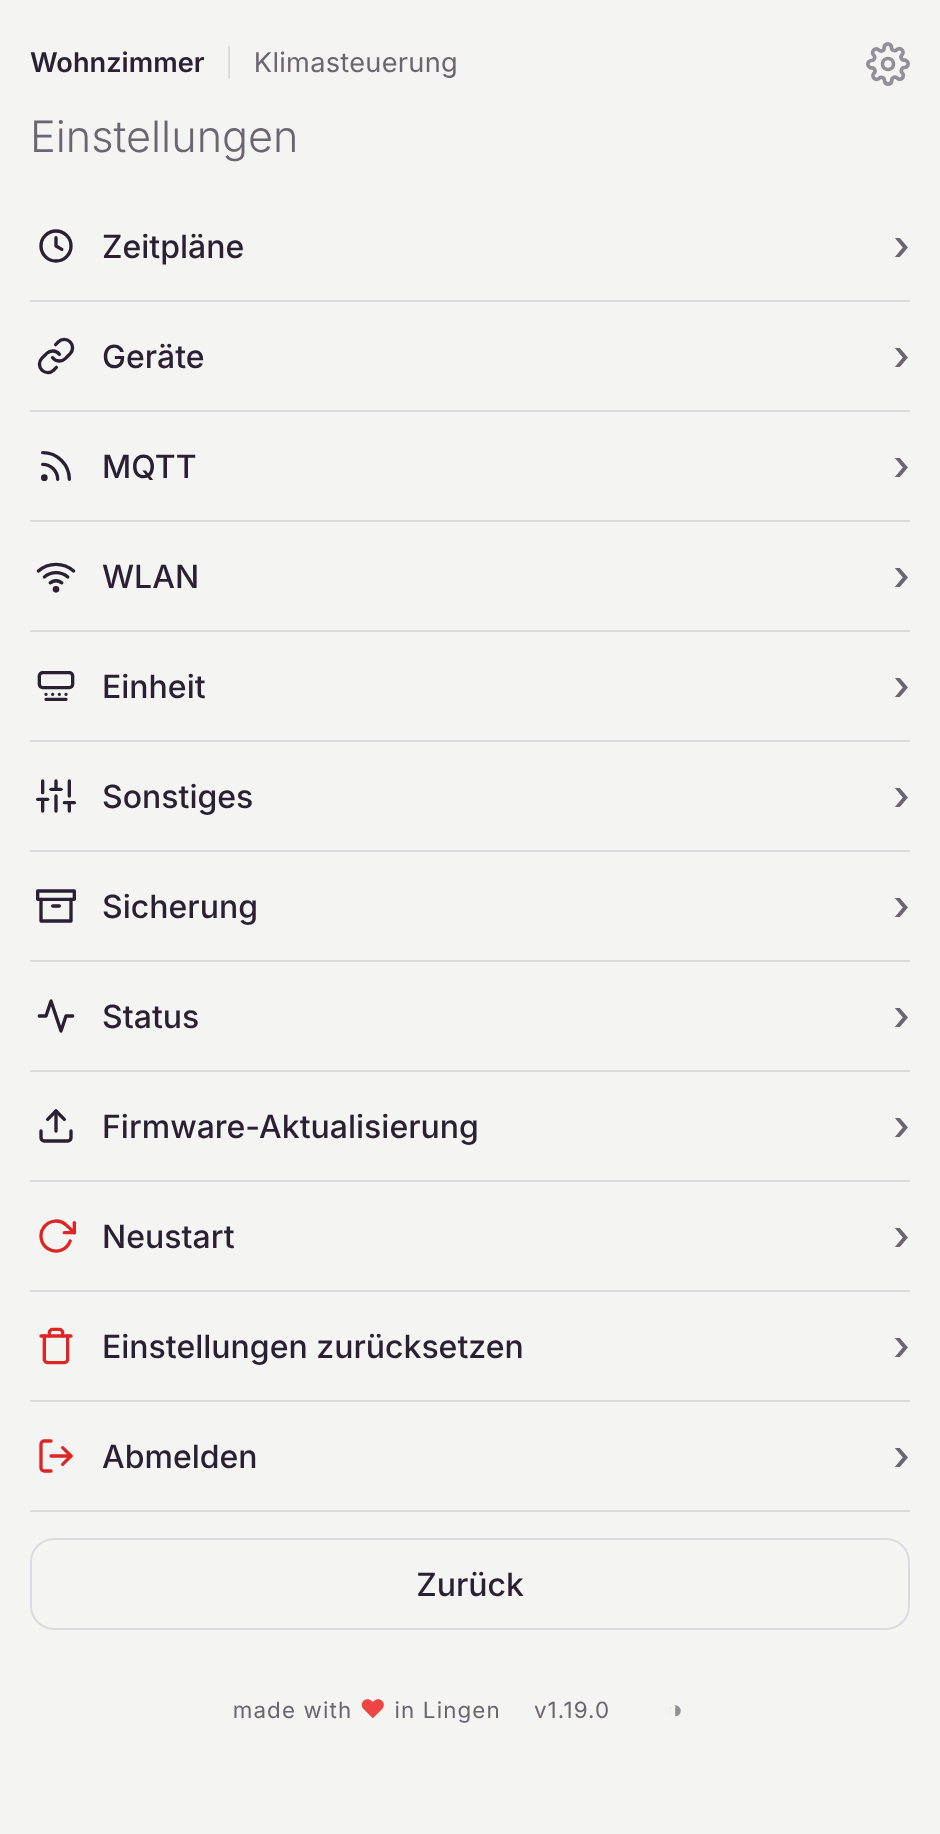 Wohnzimmer Klimasteuerung
Einstellungen
Zeitpläne
Geräte
MQTT
WLAN
Einheit
Sonstiges
Sicherung
Status
Firmware-Aktualisierung
Neustart
Einstellungen zurücksetzen
Abmelden
Zurück
made with ❤ in Lingen v1.19.0